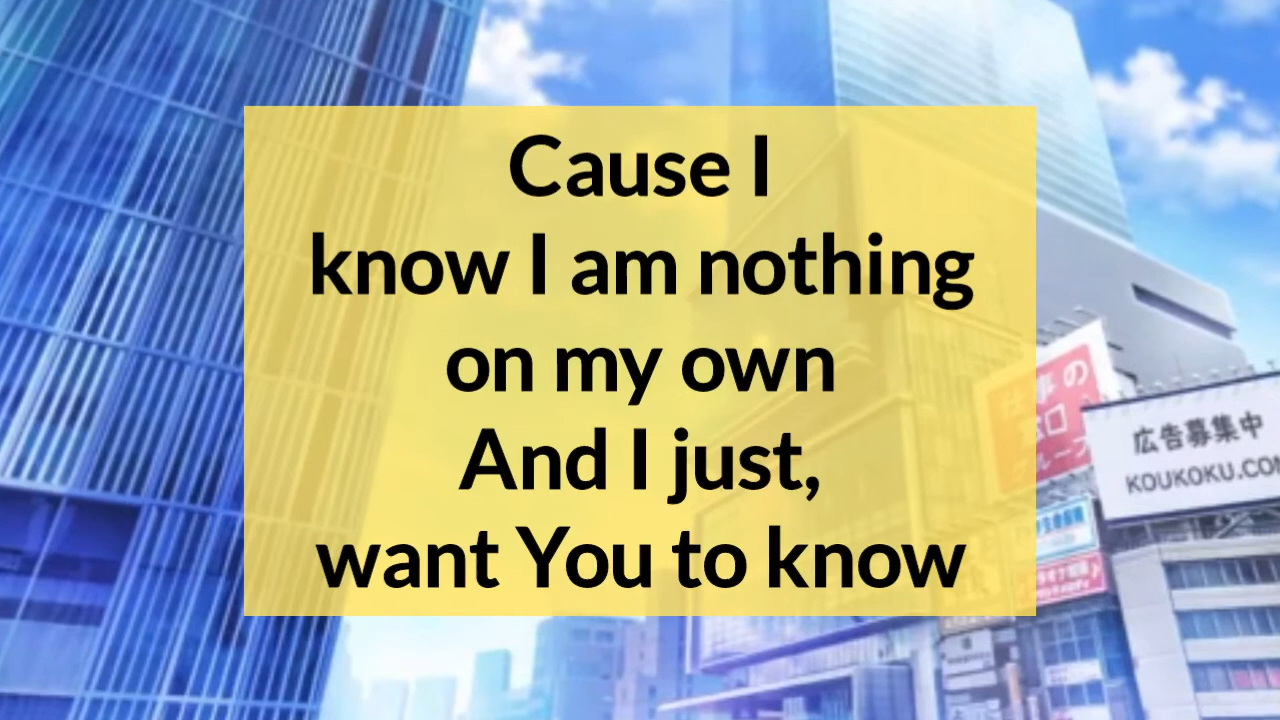 Cause I
know I am nothing
on my own
And I just,
want You to know
広告募集中
KOUKOKU.CO